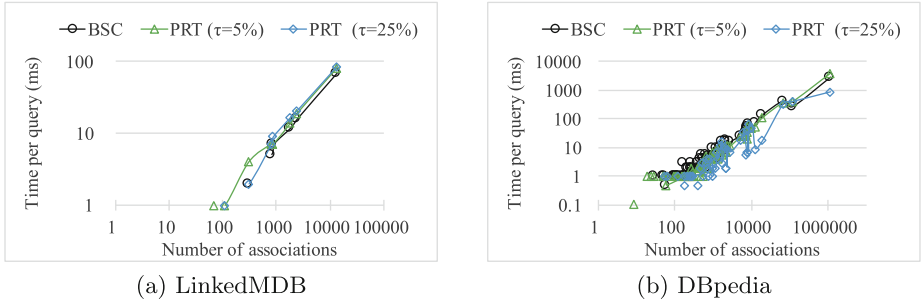 BSC PRT (τ=5%) PRT (τ=25%)
Time per query (ms)
100
10
1
1 10 100 1000 10000 100000
Number of associations
(a) LinkedMDB
BSC PRT (τ=5%) PRT (τ=25%)
Time per query (ms)
10000
1000
100
10
1
0.1
1 100 10000 1000000
Number of associations
(b) DBpedia